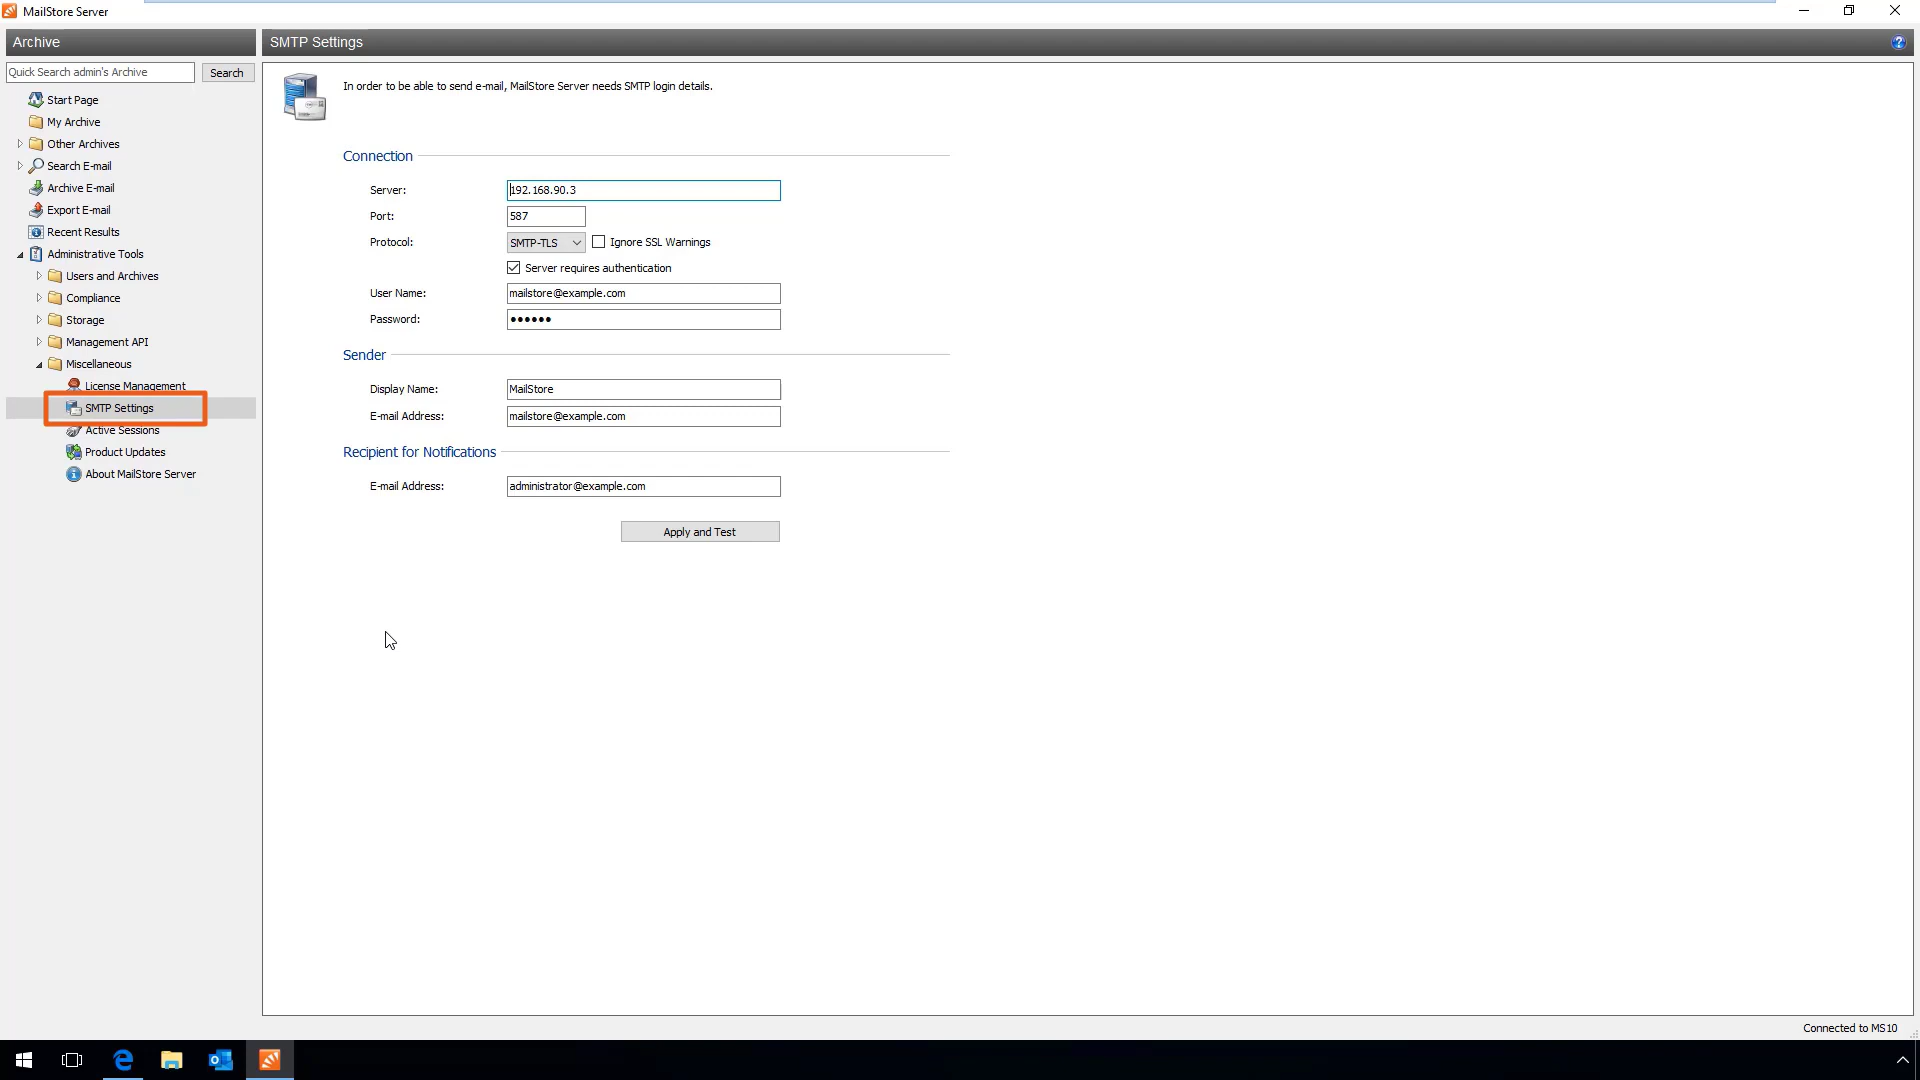 MailStore Server
Archive
SMTP Settings
Quick Search admin's Archive
Search
Start Page
My Archive
Other Archives
Search E-mail
Archive E-mail
Export E-mail
Recent Results
Administrative Tools
Users and Archives
Compliance
Storage
Management API
Miscellaneous
License Management
SMTP Settings
Active Sessions
Product Updates
About MailStore Server
In order to be able to send e-mail, MailStore Server needs SMTP login details.
Connection
Server: 192.168.90.3
Port: 587
Protocol: SMTP-TLS Ignore SSL Warnings
Server requires authentication
User Name: mailstore@example.com
Password: ••••••
Sender
Display Name: MailStore
E-mail Address: mailstore@example.com
Recipient for Notifications
E-mail Address: administrator@example.com
Apply and Test
Connected to MS10